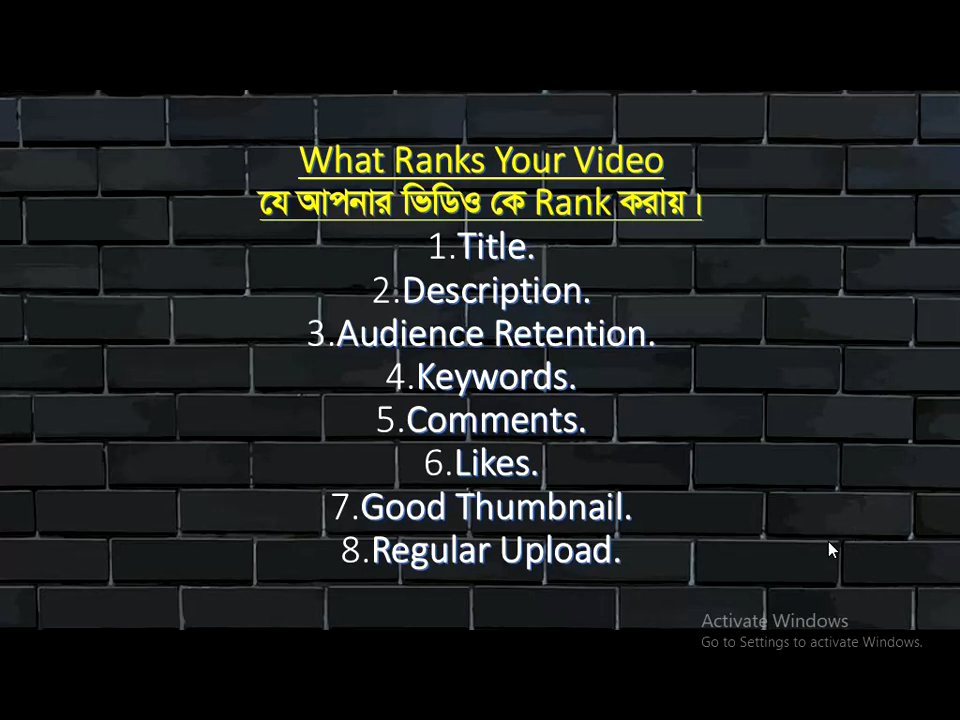 What Ranks Your Video
যে আপনার ভিডিও কে Rank করায়।
1.Title.
2.Description.
3.Audience Retention.
4.Keywords.
5.Comments.
6.Likes.
7.Good Thumbnail.
8.Regular Upload.
Activate Windows
Go to Settings to activate Windows.